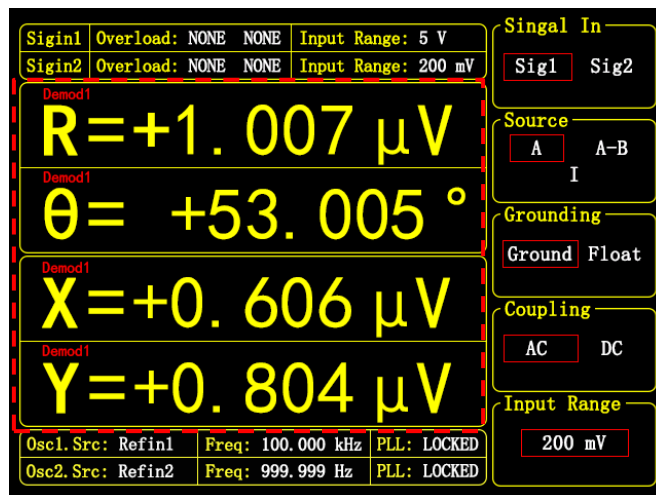 Sigin1 Overload: NONE NONE Input Range: 5 V
Sigin2 Overload: NONE NONE Input Range: 200 mV
Demod1
R=+1.007 μV
Demod1
θ= +53.005 °
Demod1
X=+0.606 μV
Demod1
Y=+0.804 μV
Osc1.Src: Refin1 Freq: 100.000 kHz PLL: LOCKED
Osc2.Src: Refin2 Freq: 999.999 Hz PLL: LOCKED
Singal In
Sig1 Sig2
Source
A A-B
I
Grounding
Ground Float
Coupling
AC DC
Input Range
200 mV